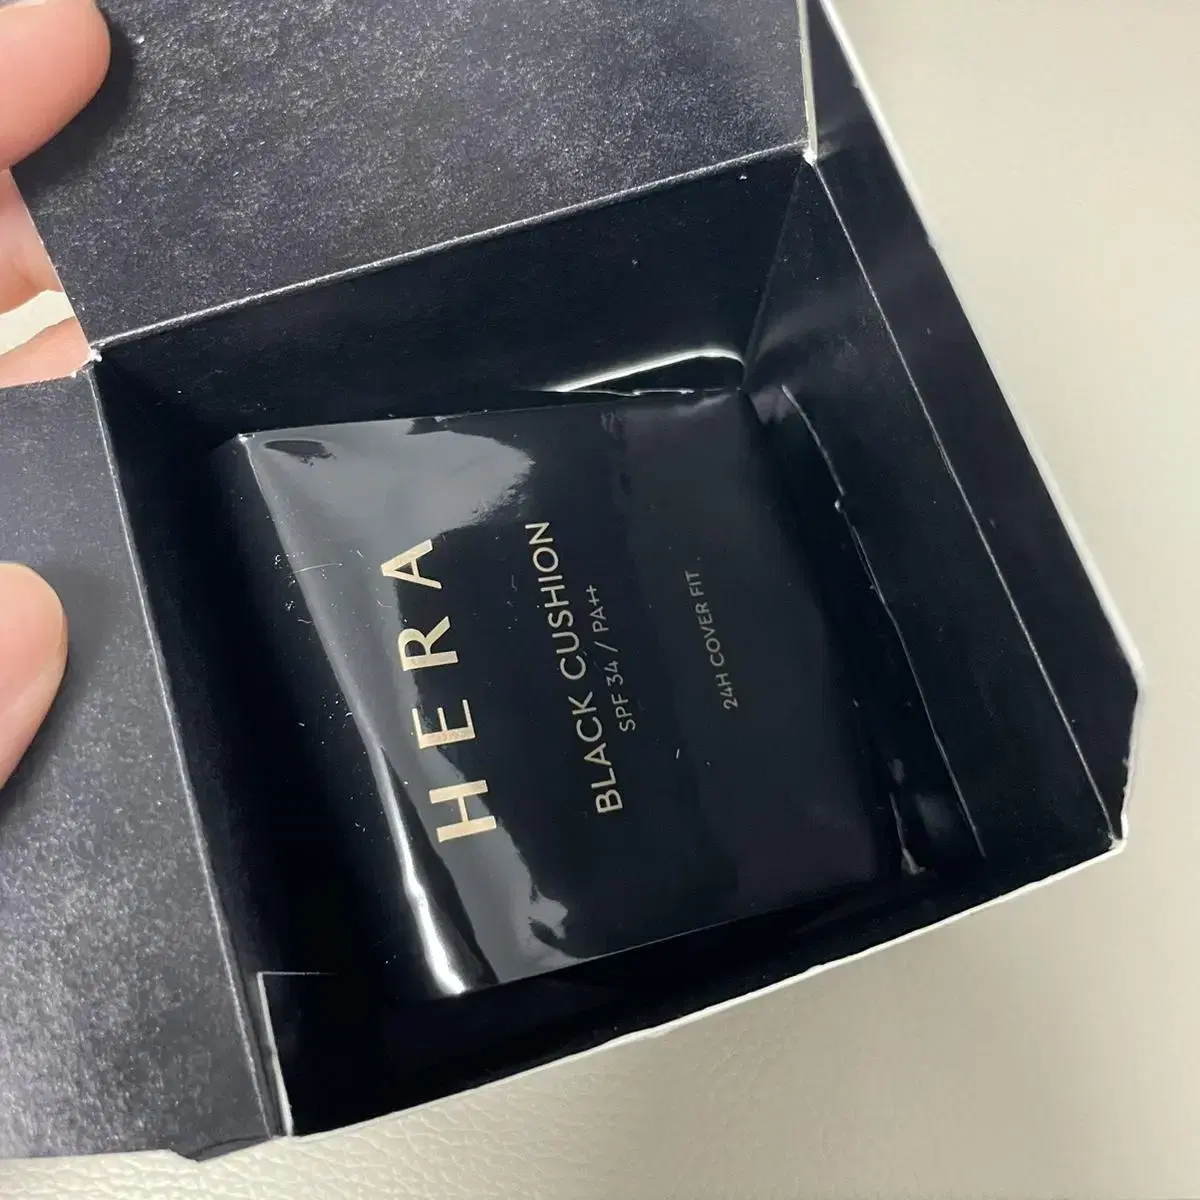 HERA
BLACK CUSHION
SPF 34 / PA++
24H COVER FIT